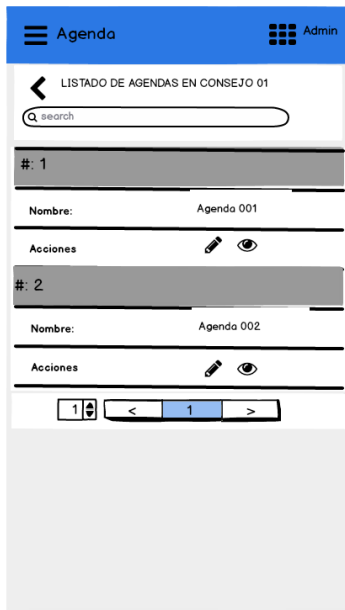 Agenda Admin
LISTADO DE AGENDAS EN CONSEJO 01
search
#: 1
Nombre: Agenda 001
Acciones
#: 2
Nombre: Agenda 002
Acciones
1 < 1 >